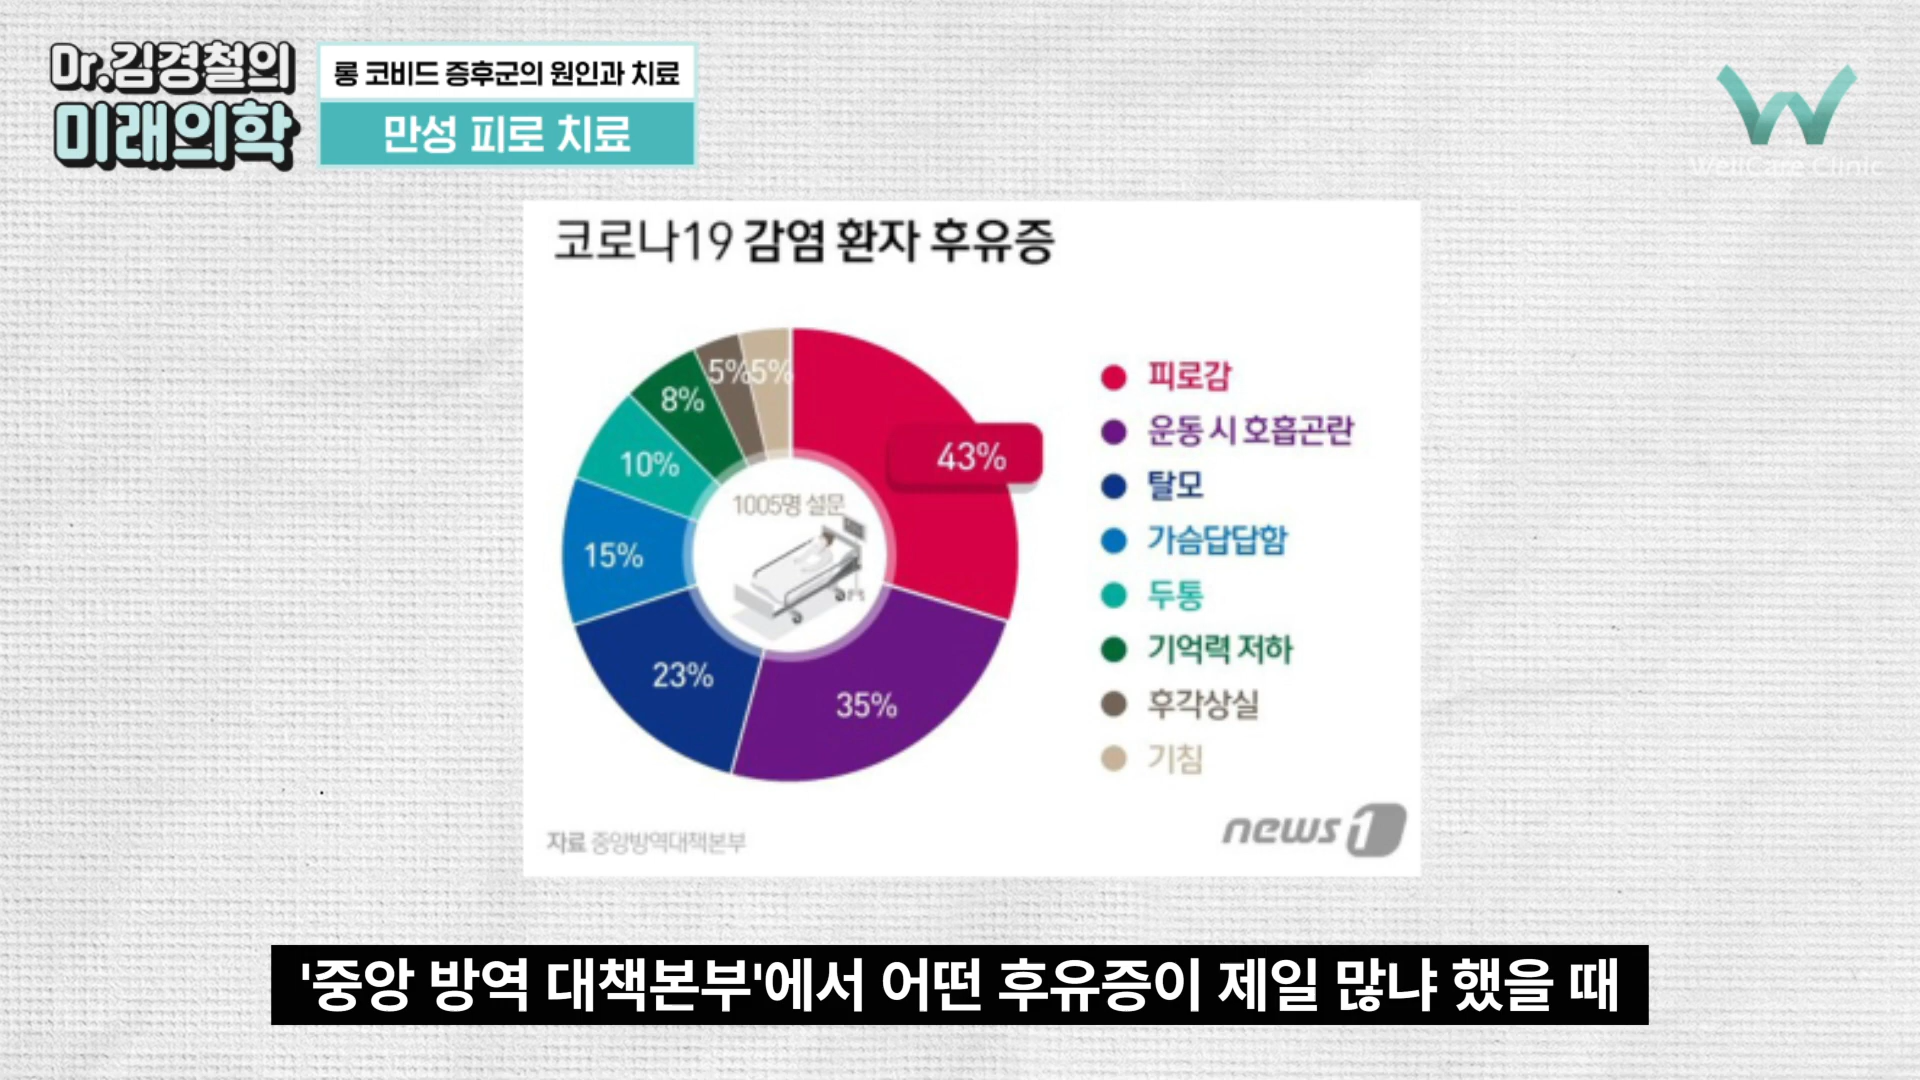 Dr.김경철의
미래의학
롱 코비드 증후군의 원인과 치료
만성 피로 치료
WellCare Clinic
코로나19 감염 환자 후유증
43%
35%
23%
15%
10%
8%
5%
5%
1005명 설문
피로감
운동 시 호흡곤란
탈모
가슴답답함
두통
기억력 저하
후각상실
기침
자료 중앙방역대책본부
news1
'중앙 방역 대책본부'에서 어떤 후유증이 제일 많냐 했을 때